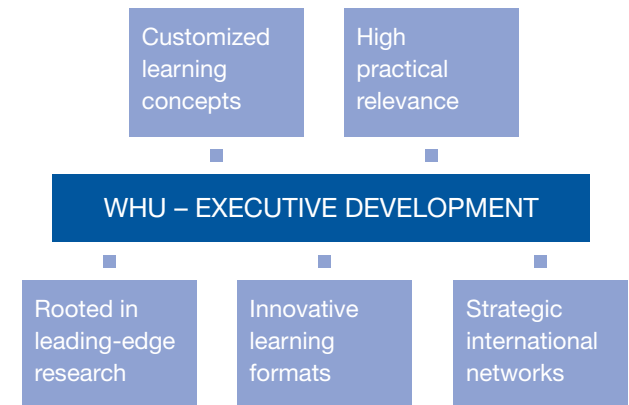 Customized
learning
concepts
High
practical
relevance
WHU – EXECUTIVE DEVELOPMENT
Rooted in
leading-edge
research
Innovative
learning
formats
Strategic
international
networks